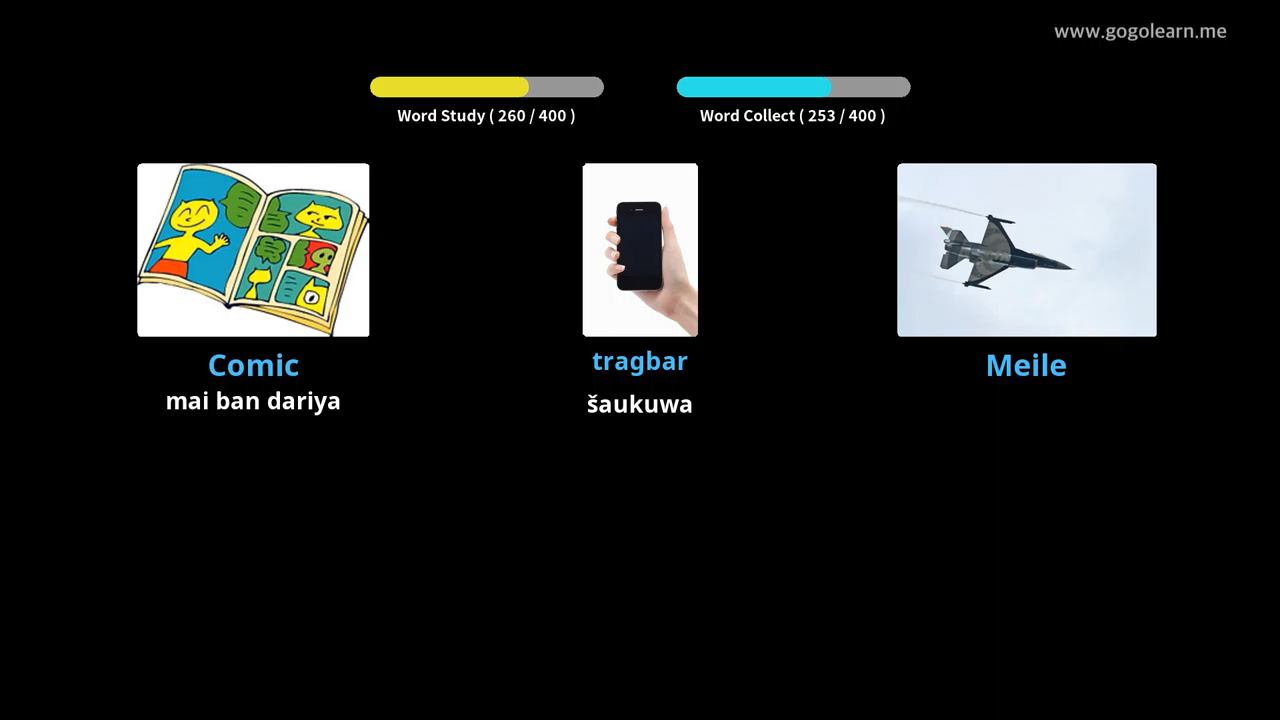 www.gogolearn.me
Word Study ( 260 / 400 )
Word Collect ( 253 / 400 )
Comic
mai ban dariya
tragbar
šaukuwa
Meile